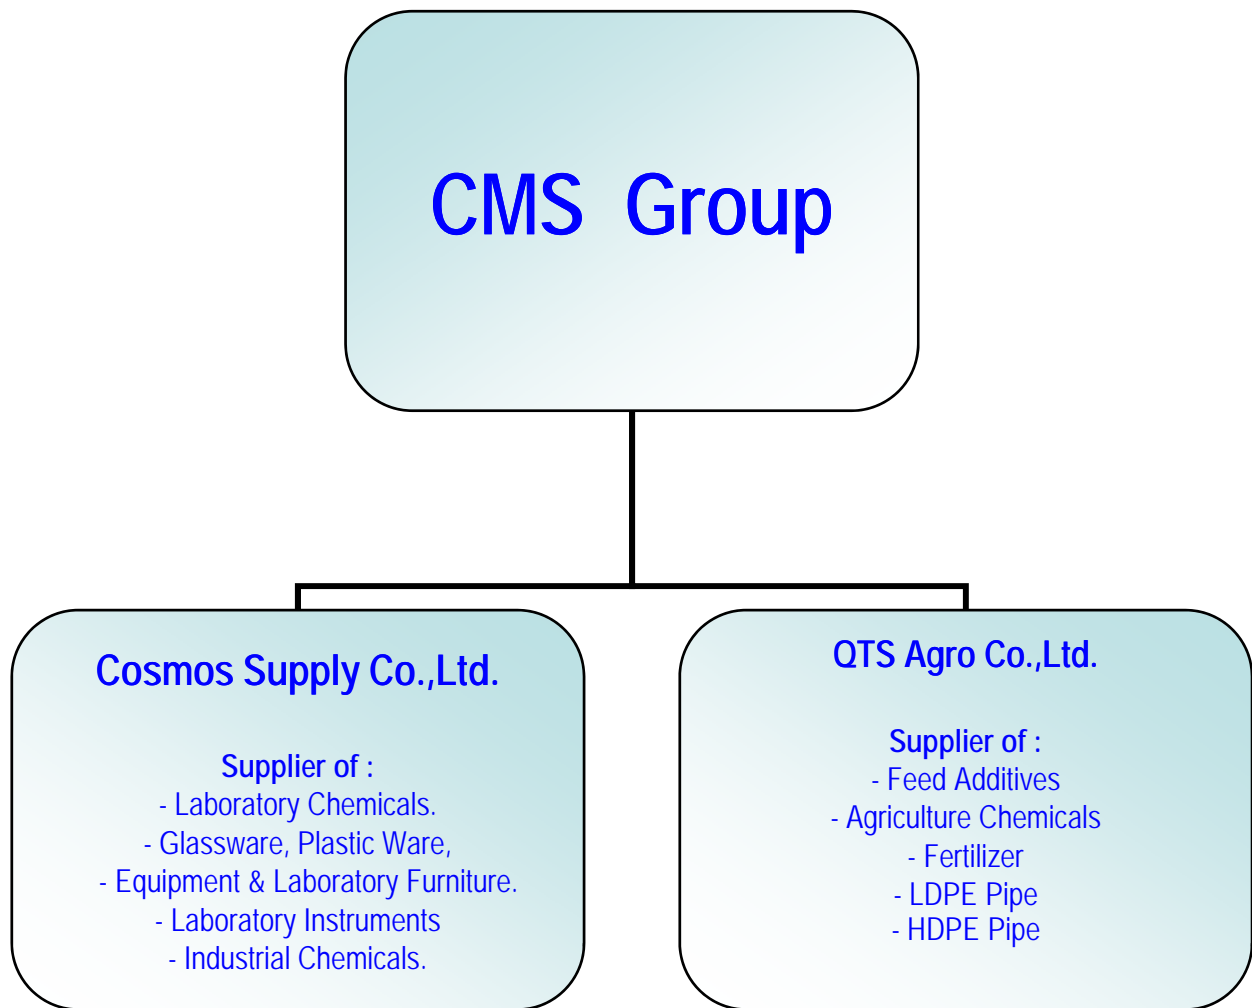 CMS Group
Cosmos Supply Co.,Ltd.
Supplier of :
- Laboratory Chemicals.
- Glassware, Plastic Ware,
- Equipment & Laboratory Furniture.
- Laboratory Instruments
- Industrial Chemicals.
QTS Agro Co.,Ltd.
Supplier of :
- Feed Additives
- Agriculture Chemicals
- Fertilizer
- LDPE Pipe
- HDPE Pipe